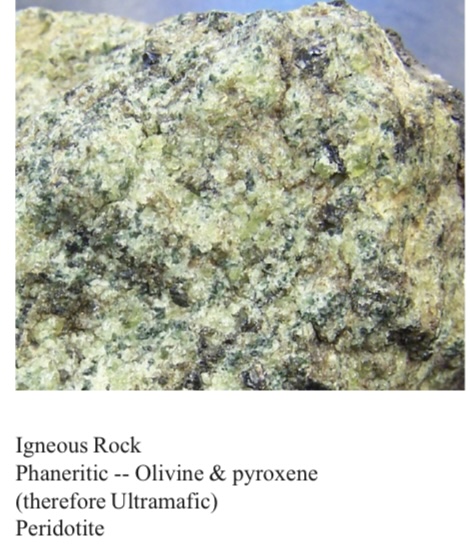 Igneous Rock
Phaneritic -- Olivine & pyroxene
(therefore Ultramafic)
Peridotite